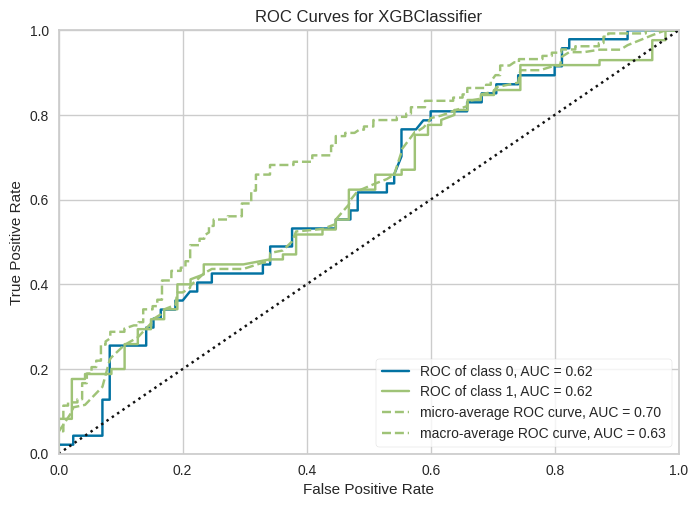 ROC Curves for XGBClassifier
1.0
0.8
0.6
0.4
0.2
0.0
True Positive Rate
ROC of class 0, AUC = 0.62
ROC of class 1, AUC = 0.62
micro-average ROC curve, AUC = 0.70
macro-average ROC curve, AUC = 0.63
0.0 0.2 0.4 0.6 0.8 1.0
False Positive Rate